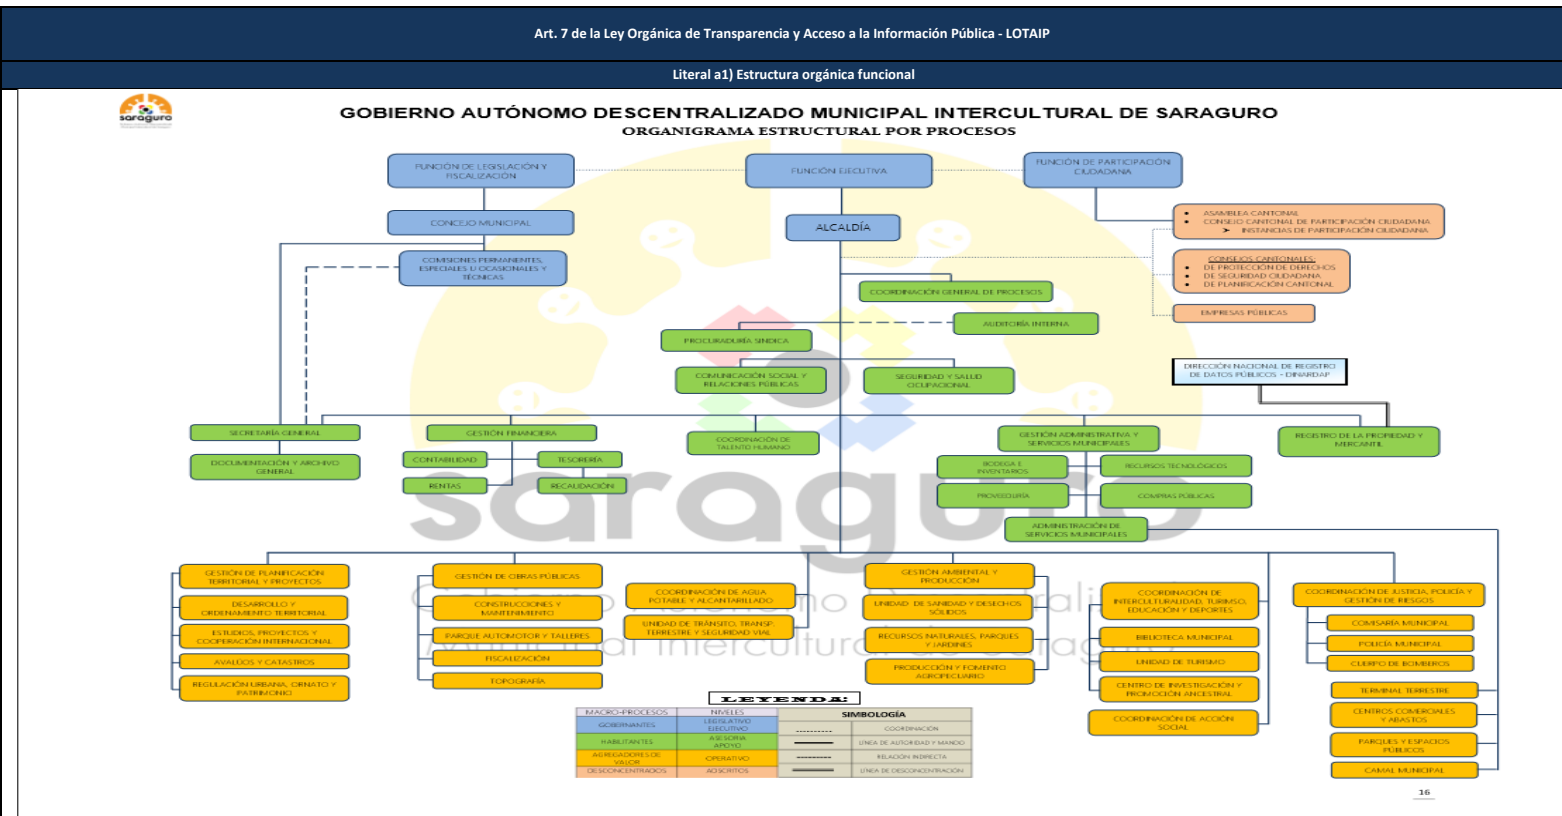 Art. 7 de la Ley Orgánica de Transparencia y Acceso a la Información Pública - LOTAIP
Literal a1) Estructura orgánica funcional
saraguro
GOBIERNO AUTÓNOMO DESCENTRALIZADO MUNICIPAL INTERCULTURAL DE SARAGURO
ORGANIGRAMA ESTRUCTURAL POR PROCESOS
FUNCIÓN DE LEGISLACIÓN Y
FISCALIZACIÓN
FUNCIÓN EJECUTIVA
FUNCIÓN DE PARTICIPACIÓN
CIUDADANA
CONCEJO MUNICIPAL
ALCALDÍA
• ASAMBLEA CANTONAL
• CONSEJO CANTONAL DE PARTICIPACIÓN CIUDADANA
➤ INSTANCIAS DE PARTICIPACIÓN CIUDADANA
COMISIONES PERMANENTES,
ESPECIALES U OCASIONALES Y
TÉCNICAS
CONSEJOS CANTONALES:
• DE PROTECCIÓN DE DERECHOS
• DE SEGURIDAD CIUDADANA
• DE PLANIFICACIÓN CANTONAL
COORDINACIÓN GENERAL DE PROCESOS
EMPRESAS PÚBLICAS
AUDITORÍA INTERNA
PROCURADURÍA SINDICA
COMUNICACIÓN SOCIAL Y
RELACIONES PÚBLICAS
SEGURIDAD Y SALUD
OCUPACIONAL
DIRECCIÓN NACIONAL DE REGISTRO
DE DATOS PÚBLICOS - DINARDAP
SECRETARÍA GENERAL
GESTIÓN FINANCIERA
COORDINACIÓN DE
TALENTO HUMANO
GESTIÓN ADMINISTRATIVA Y
SERVICIOS MUNICIPALES
REGISTRO DE LA PROPIEDAD Y
MERCANTIL
DOCUMENTACIÓN Y ARCHIVO
GENERAL
CONTABILIDAD
TESORERÍA
BODEGA E
INVENTARIOS
RECURSOS TECNOLÓGICOS
RENTAS
RECAUDACIÓN
PROVEEDURÍA
COMPRAS PÚBLICAS
saraguro
ADMINISTRACIÓN DE
SERVICIOS MUNICIPALES
GESTIÓN DE PLANIFICACIÓN
TERRITORIAL Y PROYECTOS
DESARROLLO Y
ORDENAMIENTO TERRITORIAL
ESTUDIOS, PROYECTOS Y
COOPERACIÓN INTERNACIONAL
AVALÚOS Y CATASTROS
REGULACIÓN URBANA, ORNATO Y
PATRIMONIO
GESTIÓN DE OBRAS PÚBLICAS
CONSTRUCCIONES Y
MANTENIMIENTO
PARQUE AUTOMOTOR Y TALLERES
FISCALIZACIÓN
TOPOGRAFÍA
COORDINACIÓN DE AGUA
POTABLE Y ALCANTARILLADO
UNIDAD DE TRÁNSITO, TRANSP.
TERRESTRE Y SEGURIDAD VIAL
GESTIÓN AMBIENTAL Y
PRODUCCIÓN
UNIDAD DE SANIDAD Y DESECHOS
SÓLIDOS
RECURSOS NATURALES, PARQUES
Y JARDINES
PRODUCCIÓN Y FOMENTO
AGROPECUARIO
COORDINACIÓN DE
INTERCULTURALIDAD, TURIMSO,
EDUCACIÓN Y DEPORTES
BIBLIOTECA MUNICIPAL
UNIDAD DE TURISMO
CENTRO DE INVESTIGACIÓN Y
PROMOCIÓN ANCESTRAL
COORDINACIÓN DE ACCIÓN
SOCIAL
COORDINACIÓN DE JUSTICIA, POLICÍA Y
GESTIÓN DE RIESGOS
COMISARÍA MUNICIPAL
POLICÍA MUNICIPAL
CUERPO DE BOMBEROS
TERMINAL TERRESTRE
CENTROS COMERCIALES
Y ABASTOS
PARQUES Y ESPACIOS
PÚBLICOS
CAMAL MUNICIPAL
LEYENDA:
MACRO-PROCESOS NIVELES SIMBOLOGÍA
GOBERNANTES LEGISLATIVO
EJECUTIVO COORDINACIÓN
HABILITANTES ASESORIA
APOYO LÍNEA DE AUTORIDAD Y MANDO
AGREGADORES DE
VALOR OPERATIVO RELACIÓN INDIRECTA
DESCONCENTRADOS ADSCRITOS LÍNEA DE DESCONCENTRACIÓN
16